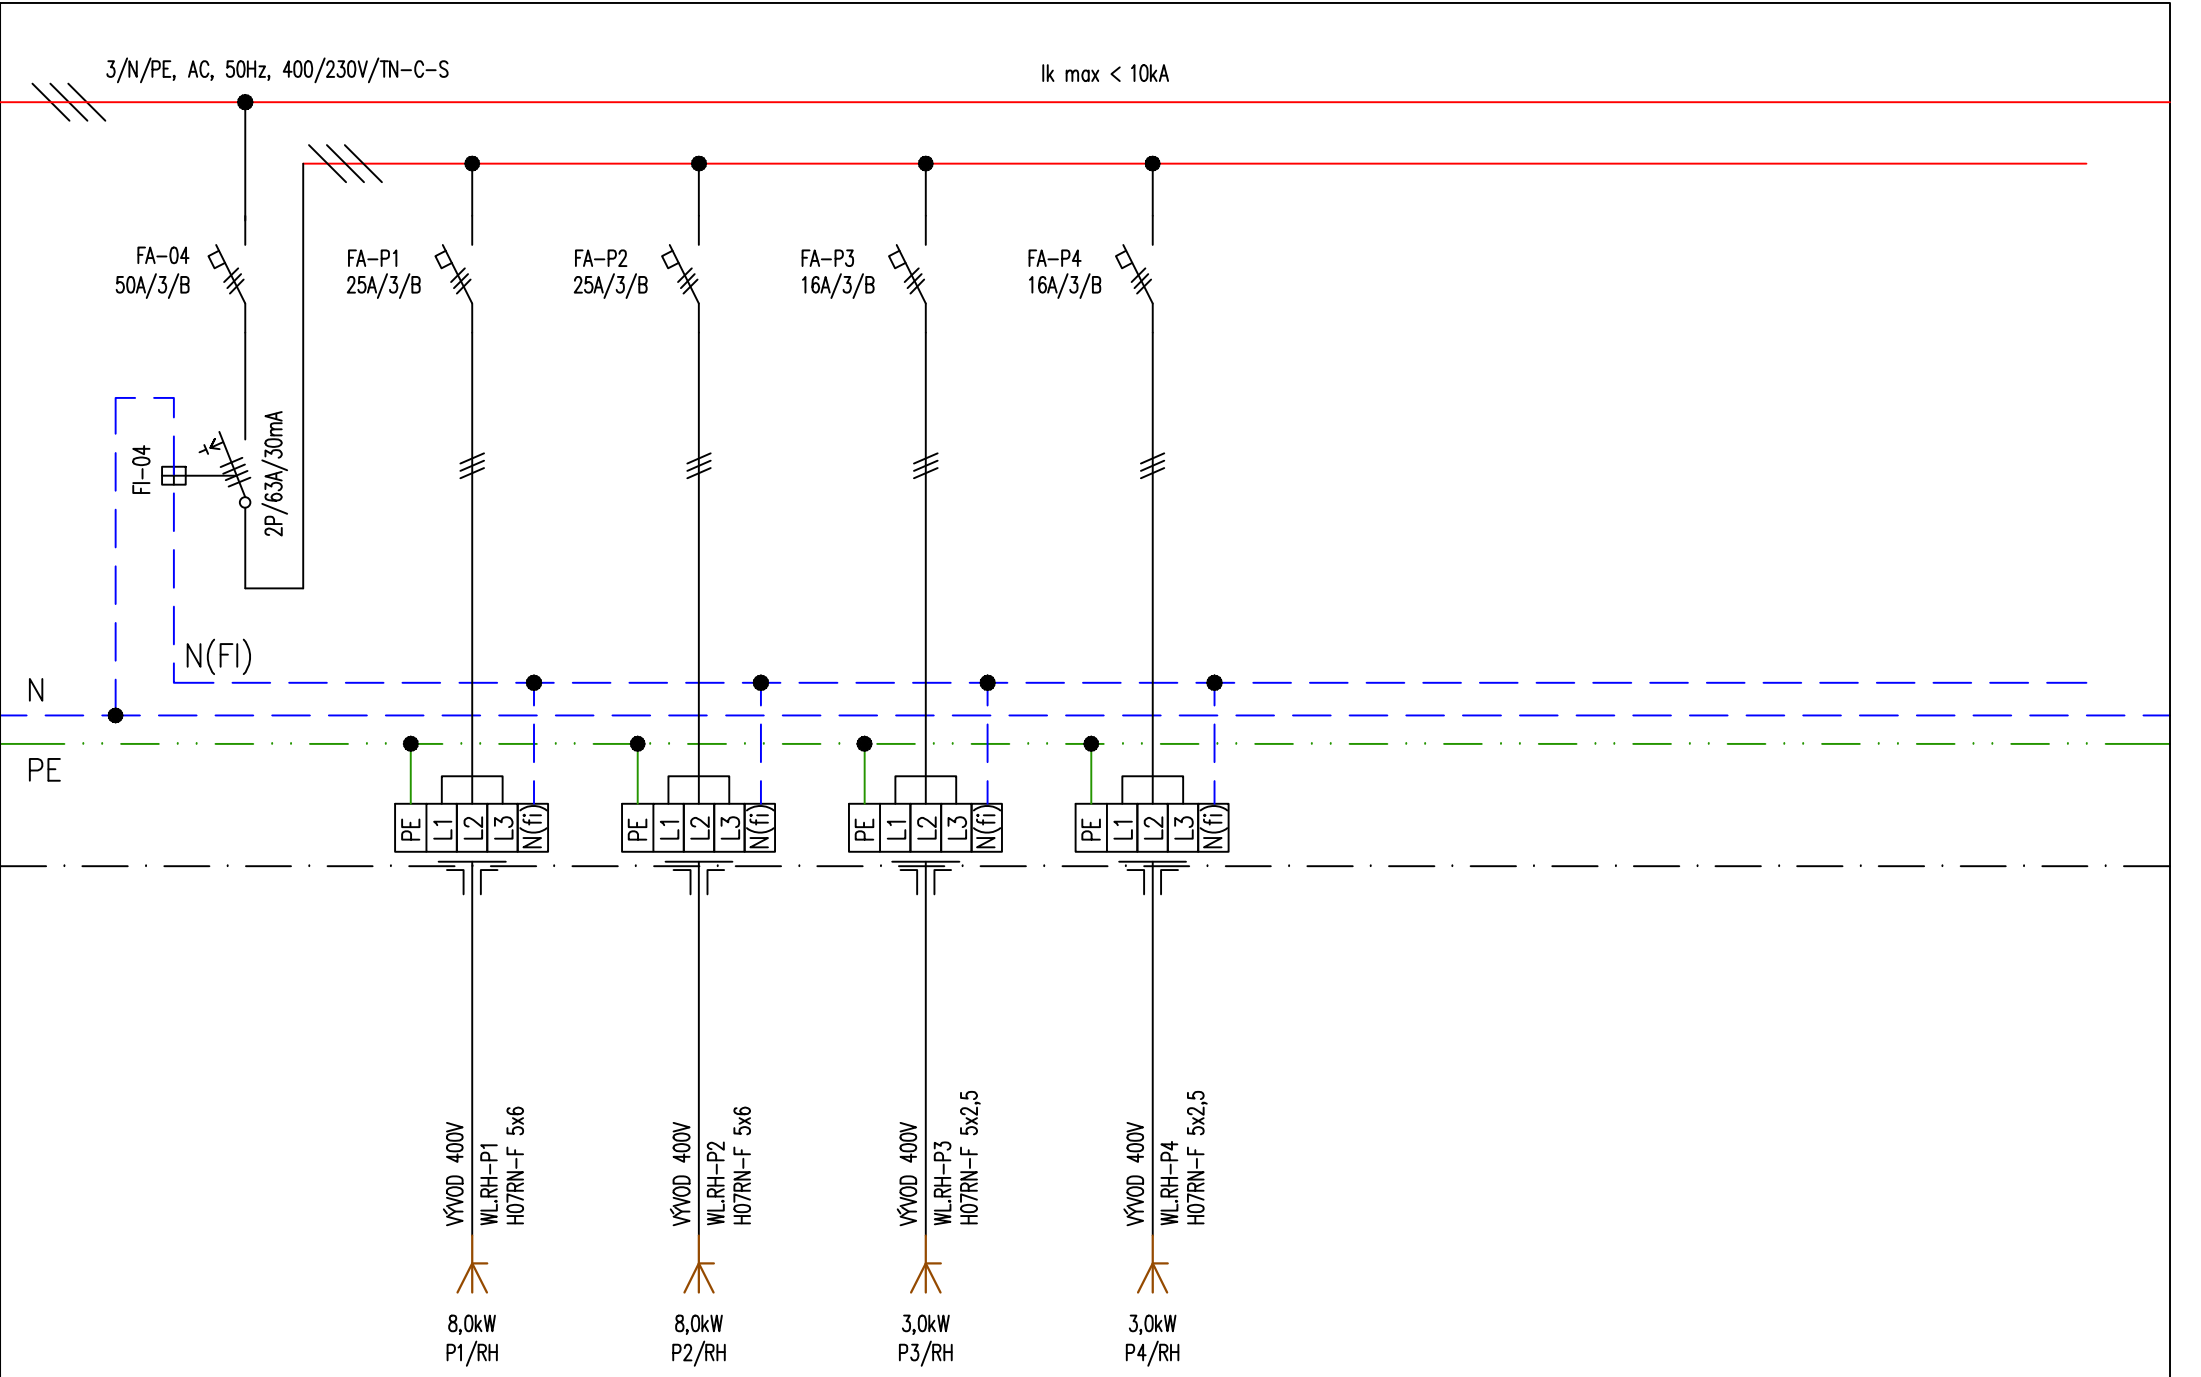 3/N/PE, AC, 50Hz, 400/230V/TN-C-S
Ik max < 10kA
FA-04
50A/3/B
FA-P1
25A/3/B
FA-P2
25A/3/B
FA-P3
16A/3/B
FA-P4
16A/3/B
FI-04
2P/63A/30mA
N(FI)
N
PE
PE L1 L2 L3 N(fi)
PE L1 L2 L3 N(fi)
PE L1 L2 L3 N(fi)
PE L1 L2 L3 N(fi)
VÝVOD 400V
WL.RH-P1
H07RN-F 5x6
VÝVOD 400V
WL.RH-P2
H07RN-F 5x6
VÝVOD 400V
WL.RH-P3
H07RN-F 5x2,5
VÝVOD 400V
WL.RH-P4
H07RN-F 5x2,5
8,0kW
P1/RH
8,0kW
P2/RH
3,0kW
P3/RH
3,0kW
P4/RH